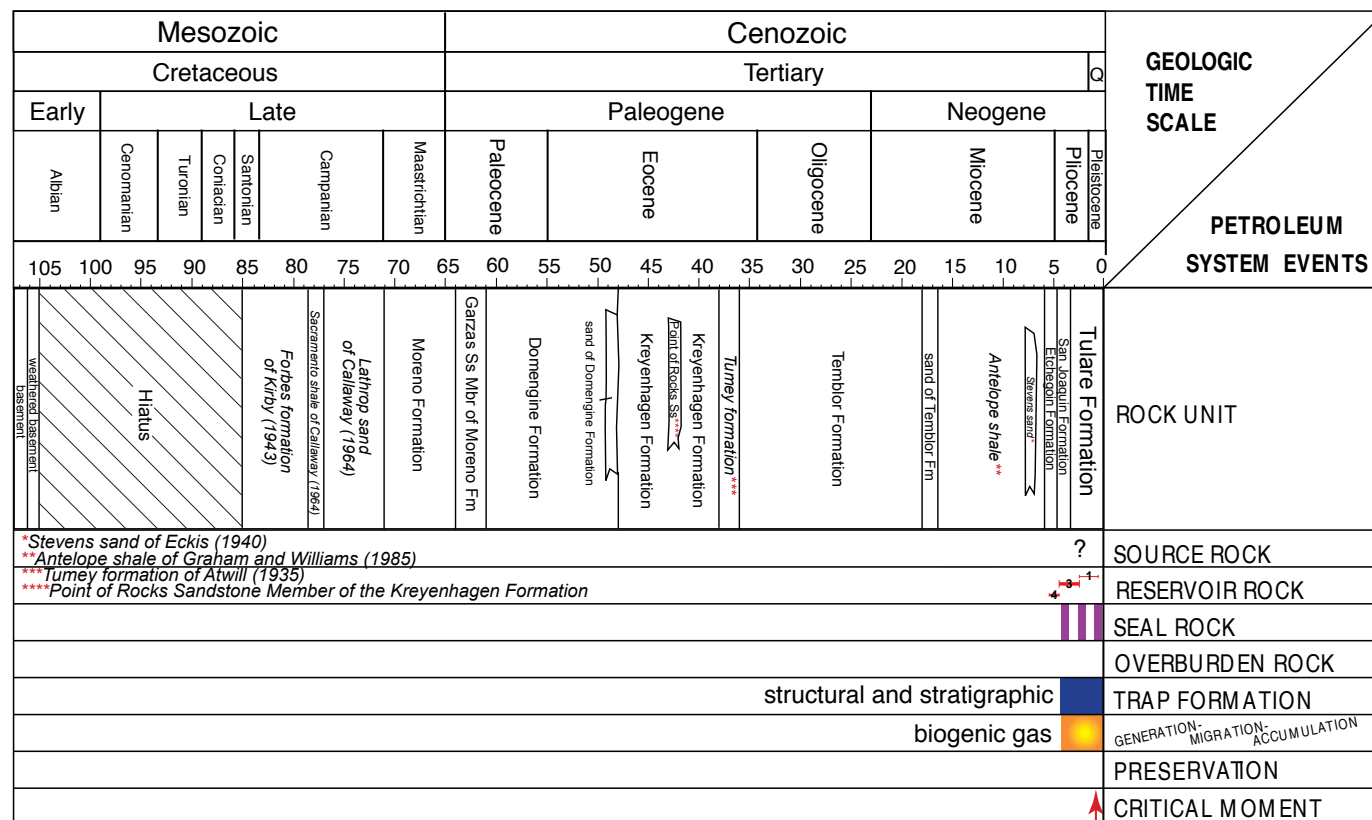 Mesozoic
Cenozoic
Cretaceous
Tertiary
Q
Early
Late
Paleogene
Neogene
Albian
Cenomanian
Turonian
Coniacian
Santonian
Campanian
Maastrichtian
Paleocene
Eocene
Oligocene
Miocene
Pliocene
Pleistocene
GEOLOGIC
TIME
SCALE
PETROLEUM
SYSTEM EVENTS
105 100 95 90 85 80 75 70 65 60 55 50 45 40 35 30 25 20 15 10 5 0
basement
weathered basement
Hiatus
Forbes formation
of Kirby (1943)
Sacramento shale of Callaway (1964)
Lathrop sand
of Callaway (1964)
Moreno Formation
Garzas Ss Mbr of Moreno Fm
Domengine Formation
sand of Domengine Formation
Kreyenhagen Formation
Point of Rocks Ss****
Kreyenhagen Formation
Tumey formation***
Temblor Formation
sand of Temblor Fm
Antelope shale**
Stevens sand*
Etchegoin Formation
San Joaquin Formation
Tulare Formation
ROCK UNIT
*Stevens sand of Eckis (1940)
**Antelope shale of Graham and Williams (1985)
***Tumey formation of Atwill (1935)
****Point of Rocks Sandstone Member of the Kreyenhagen Formation
?
SOURCE ROCK
1
3
4
RESERVOIR ROCK
SEAL ROCK
OVERBURDEN ROCK
structural and stratigraphic
TRAP FORMATION
biogenic gas
GENERATION-
MIGRATION-
ACCUMULATION
PRESERVATION
CRITICAL MOMENT